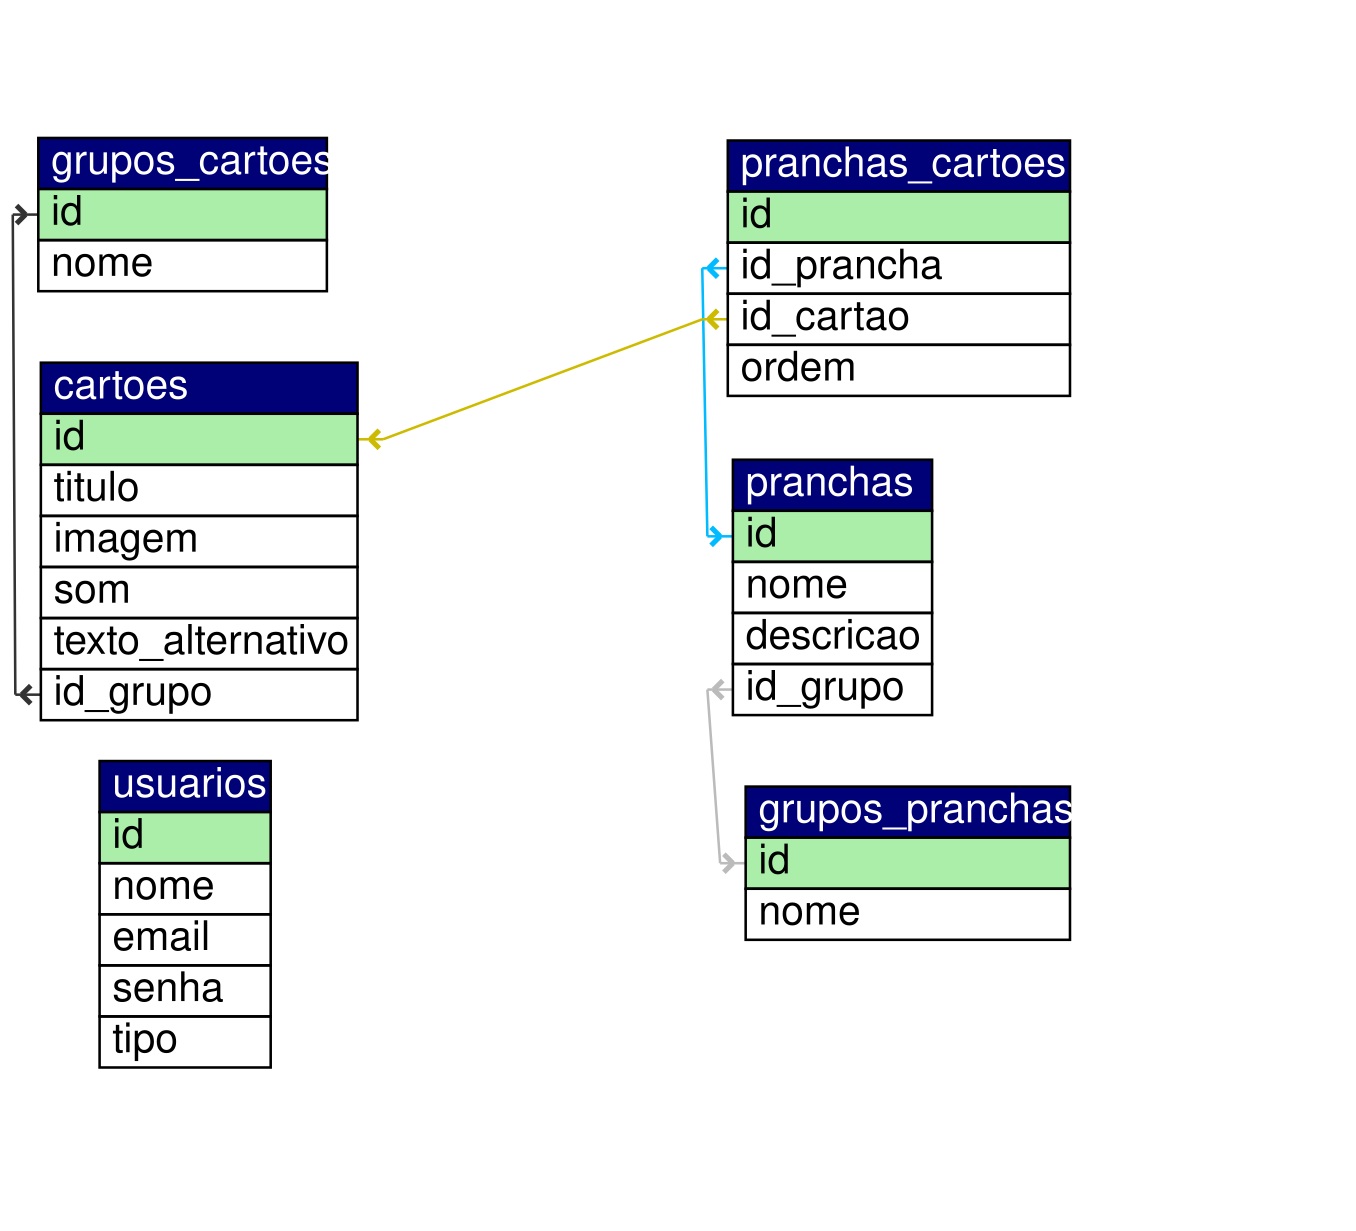 grupos_cartoes
id
nome
cartoes
id
titulo
imagem
som
texto_alternativo
id_grupo
usuarios
id
nome
email
senha
tipo
pranchas_cartoes
id
id_prancha
id_cartao
ordem
pranchas
id
nome
descricao
id_grupo
grupos_pranchas
id
nome